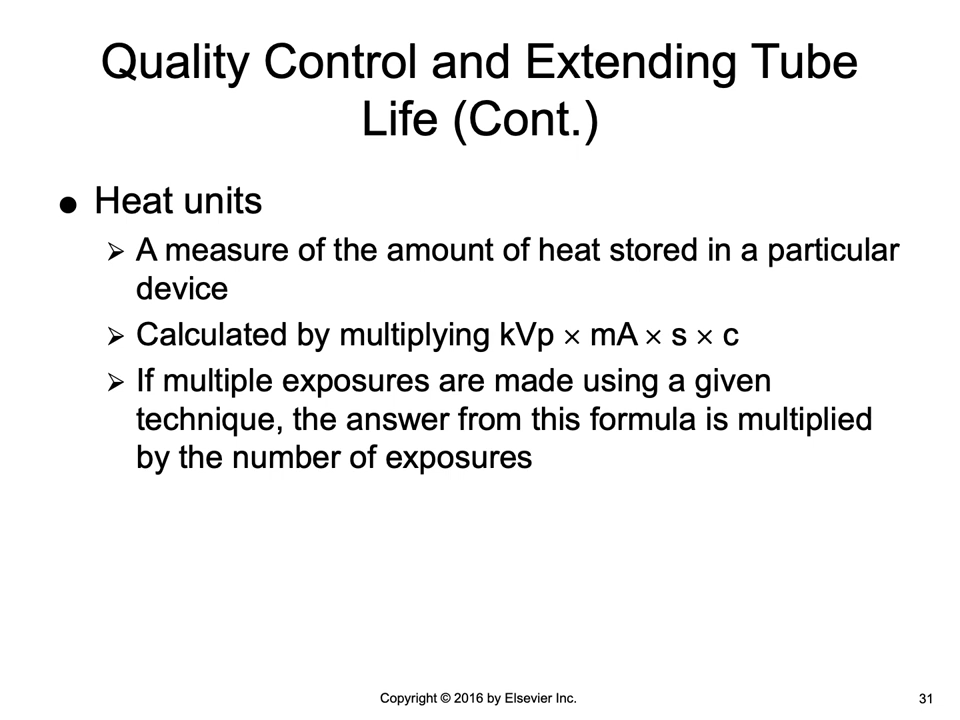 Quality Control and Extending Tube
Life (Cont.)
● Heat units
➢ A measure of the amount of heat stored in a particular
device
➢ Calculated by multiplying kVp × mA × s × c
➢ If multiple exposures are made using a given
technique, the answer from this formula is multiplied
by the number of exposures
Copyright © 2016 by Elsevier Inc.
31